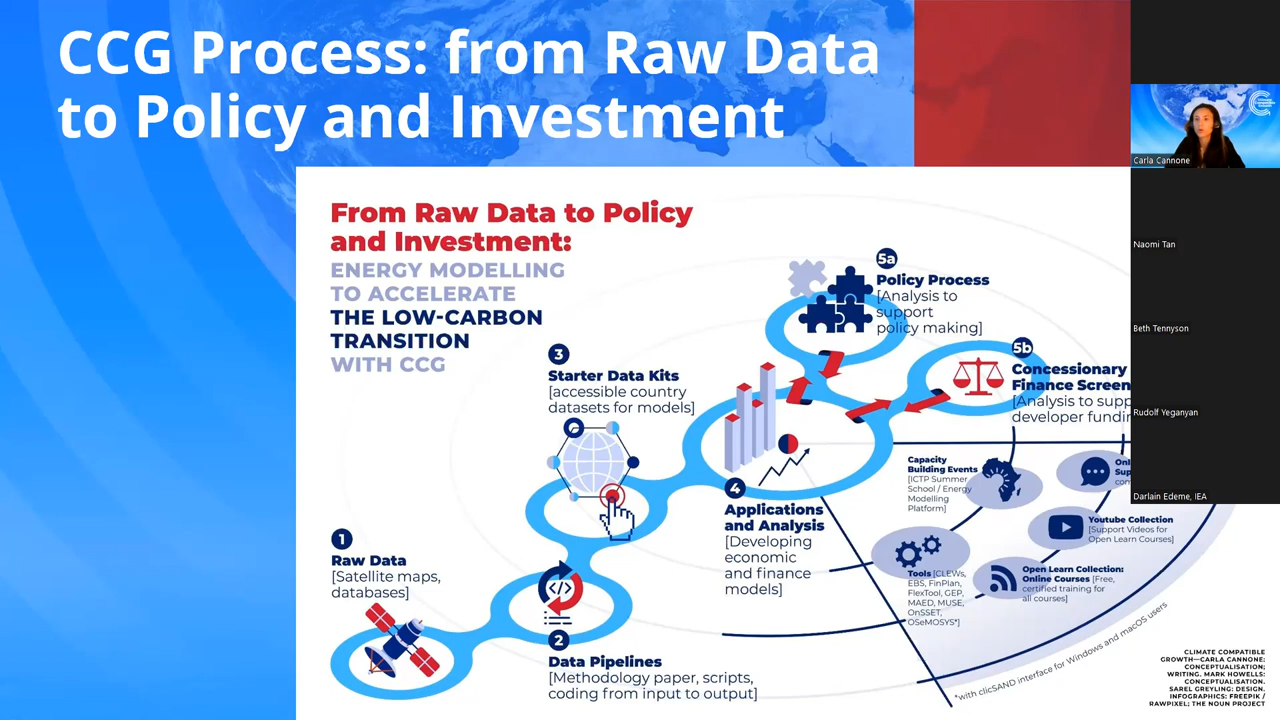 CCG Process: from Raw Data
to Policy and Investment
From Raw Data to Policy
and Investment:
ENERGY MODELLING
TO ACCELERATE
THE LOW-CARBON
TRANSITION
WITH CCG
1
Raw Data
[Satellite maps,
databases]
2
Data Pipelines
[Methodology paper, scripts,
coding from input to output]
3
Starter Data Kits
[accessible country
datasets for models]
4
Applications
and Analysis
[Developing
economic
and finance
models]
5a
Policy Process
[Analysis to
support
policy making]
5b
Concessionary
Finance Screen
[Analysis to supp
developer fundin
Capacity
Building Events
[ICTP Summer
School / Energy
Modelling
Platform]
Onl
Sup
com
Youtube Collection
[Support Videos for
Open Learn Courses]
Tools [CLEWs,
EBS, FinPlan,
FlexTool, GEP,
MAED, MUSE,
OnSSET,
OSeMOSYS*]
Open Learn Collection:
Online Courses [Free,
certified training for
all courses]
*with clicSAND interface for Windows and macOS users
CLIMATE COMPATIBLE
GROWTH—CARLA CANNONE:
CONCEPTUALISATION;
WRITING. MARK HOWELLS:
CONCEPTUALISATION.
SAREL GREYLING: DESIGN.
INFOGRAPHICS: FREEPIK /
RAWPIXEL; THE NOUN PROJECT
Carla Cannone
Naomi Tan
Beth Tennyson
Rudolf Yeganyan
Darlain Edeme, IEA